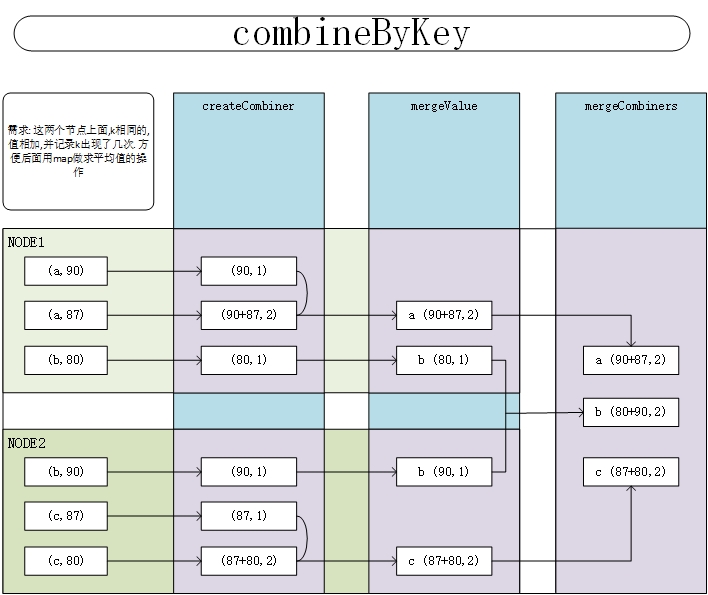 combineByKey
需求: 这两个节点上面,k相同的,
值相加,并记录k出现了几次. 方
便后面用map做求平均值的操
作
createCombiner
mergeValue
mergeCombiners
NODE1
(a,90)
(90,1)
(a,87)
(90+87,2)
a (90+87,2)
(b,80)
(80,1)
b (80,1)
a (90+87,2)
b (80+90,2)
NODE2
(b,90)
(90,1)
b (90,1)
c (87+80,2)
(c,87)
(87,1)
(c,80)
(87+80,2)
c (87+80,2)